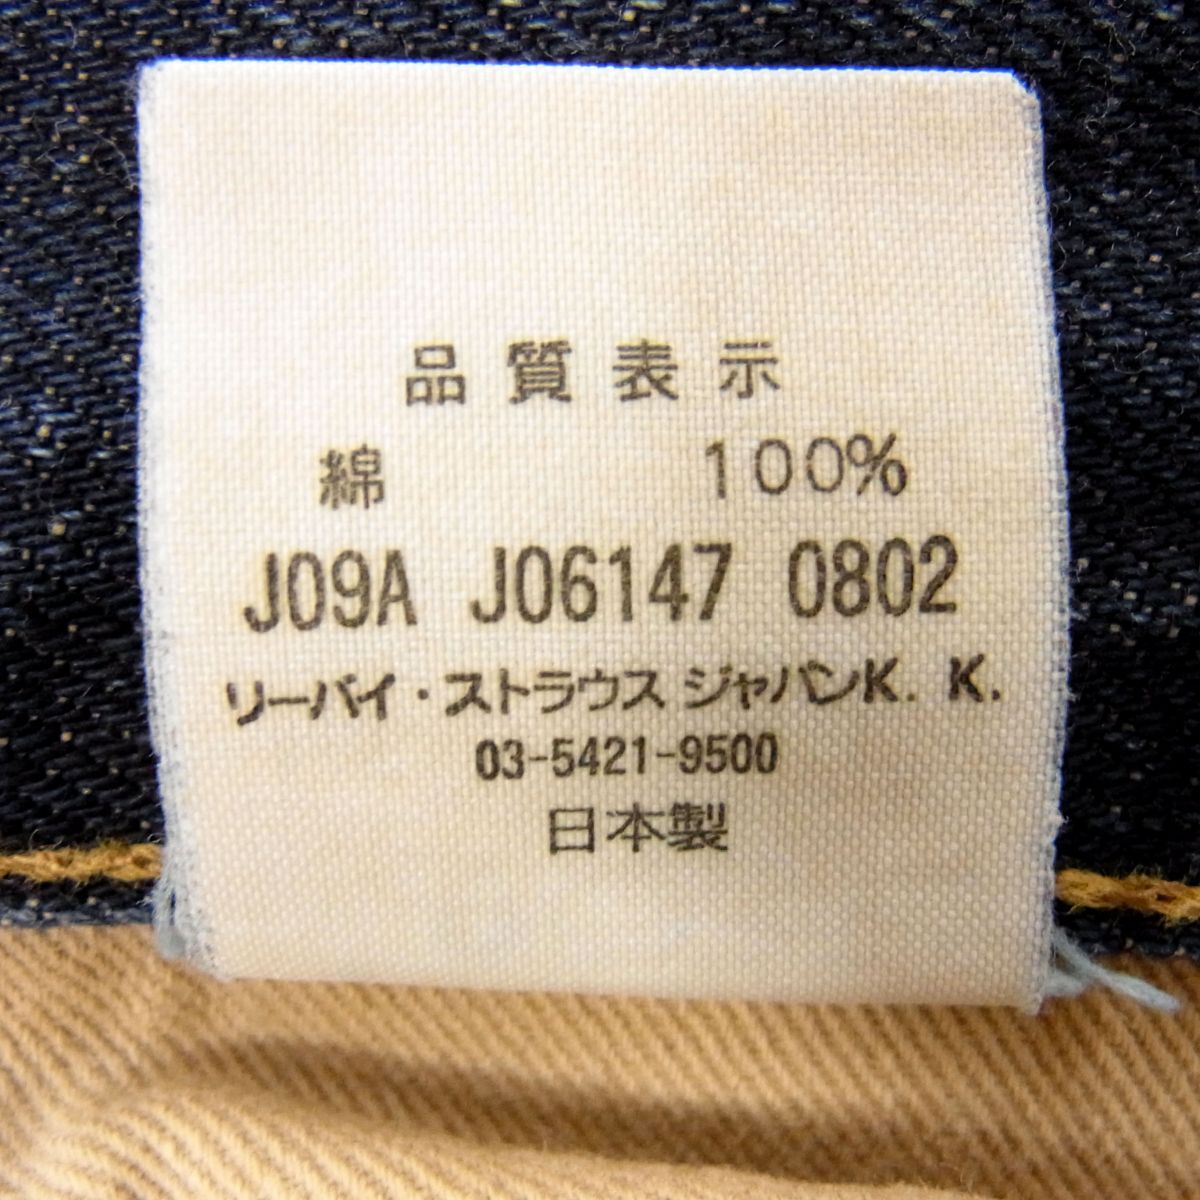 品質表示
綿 100%
J09A J06147 0802
リーバイ・ストラウス ジャパンK. K.
03-5421-9500
日本製